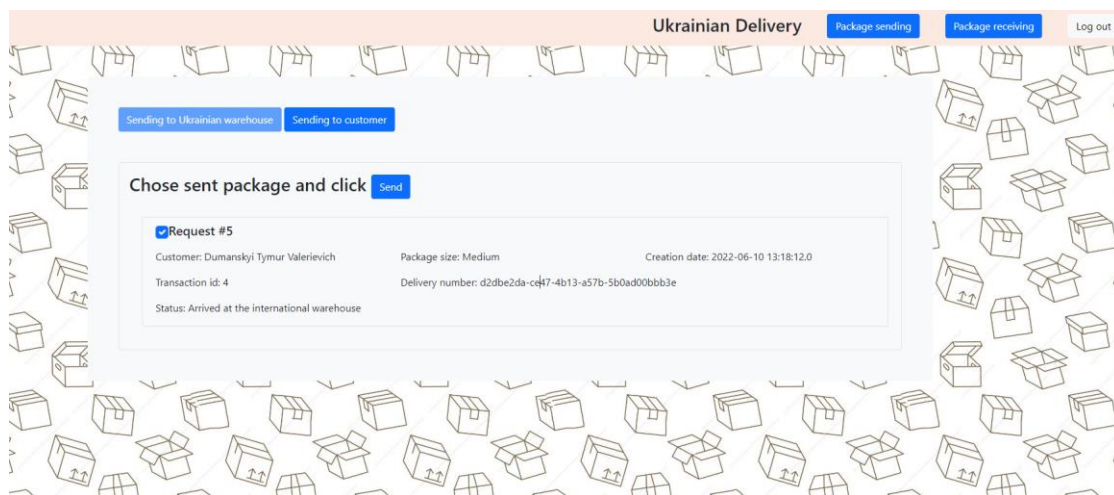 Ukrainian Delivery Package sending Package receiving Log out
Sending to Ukrainian warehouse Sending to customer
Chose sent package and click Send
Request #5
Customer: Dumanskyi Tymur Valerievich Package size: Medium Creation date: 2022-06-10 13:18:12.0
Transaction id: 4 Delivery number: d2dbe2da-ce47-4b13-a57b-5b0ad00bbb3e
Status: Arrived at the international warehouse